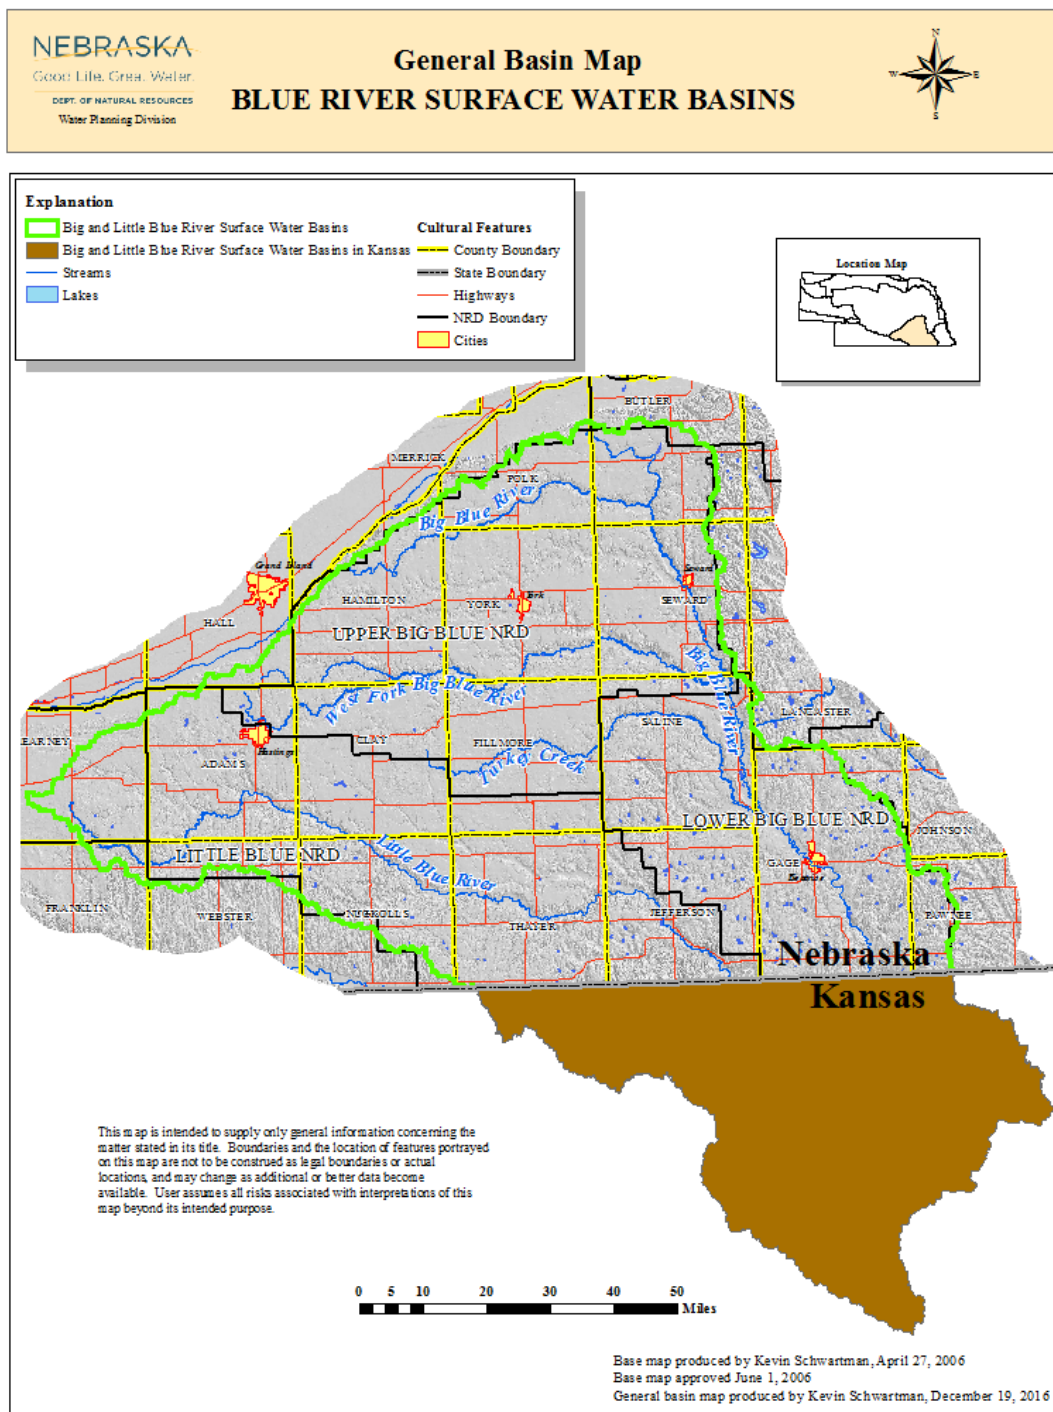 NEBRASKA
Good Life. Great Water.
DEPT. OF NATURAL RESOURCES
Water Planning Division
General Basin Map
BLUE RIVER SURFACE WATER BASINS
N
W
E
S
Explanation
Big and Little Blue River Surface Water Basins
Big and Little Blue River Surface Water Basins in Kansas
Streams
Lakes
Cultural Features
County Boundary
State Boundary
Highways
NRD Boundary
Cities
Location Map
BUTLER
MERRICK
POLK
Big Blue River
Grand Island
Seward
HAMILTON
YORK
York
SEWARD
HALL
UPPER BIG BLUE NRD
West Fork Big Blue River
Big Blue River
LANCASTER
SALINE
KEARNEY
CLAY
FILLMORE
Hastings
ADAMS
Turkey Creek
LOWER BIG BLUE NRD
JOHNSON
LITTLE BLUE NRD
Little Blue River
GAGE
Beatrice
FRANKLIN
WEBSTER
NUCKOLLS
THAYER
JEFFERSON
PAWNEE
Nebraska
Kansas
This map is intended to supply only general information concerning the
matter stated in its title. Boundaries and the location of features portrayed
on this map are not to be construed as legal boundaries or actual
locations, and may change as additional or better data become
available. User assumes all risks associated with interpretations of this
map beyond its intended purpose.
0 5 10 20 30 40 50
Miles
Base map produced by Kevin Schwartman, April 27, 2006
Base map approved June 1, 2006
General basin map produced by Kevin Schwartman, December 19, 2016